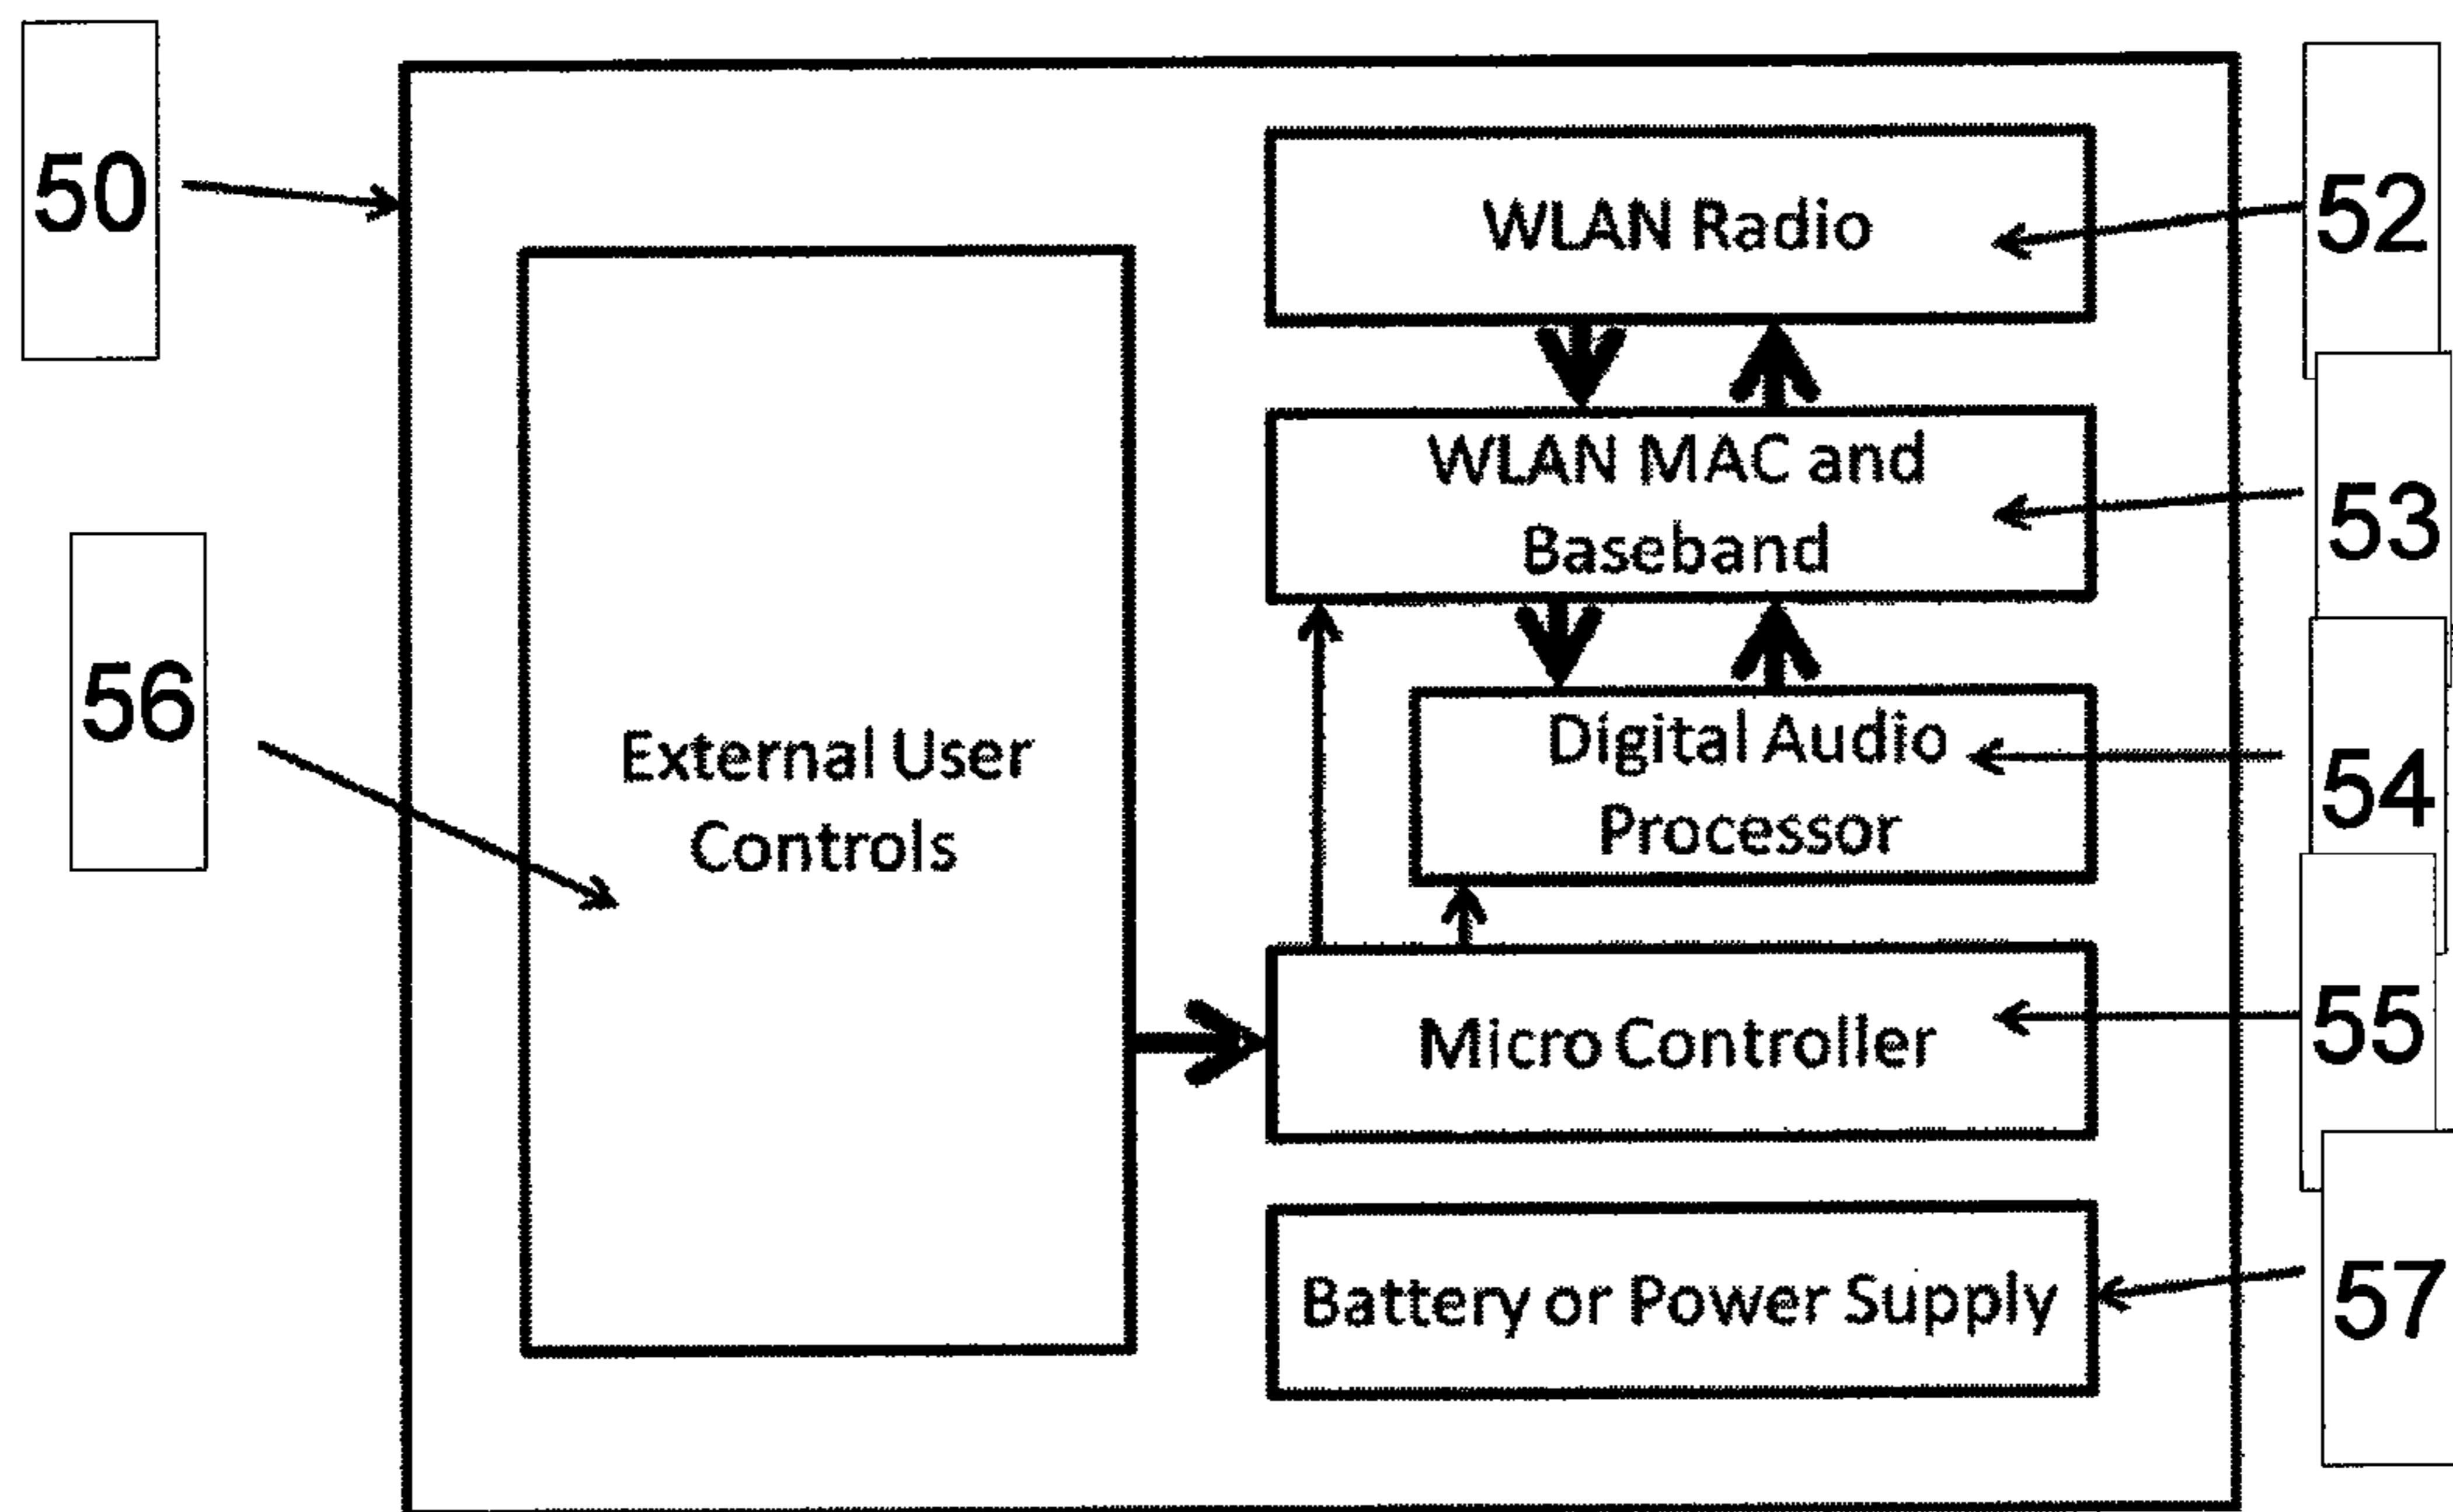 50
WLAN Radio
52
WLAN MAC and
Baseband
53
56
External User
Controls
Digital Audio
Processor
54
Micro Controller
55
Battery or Power Supply
57